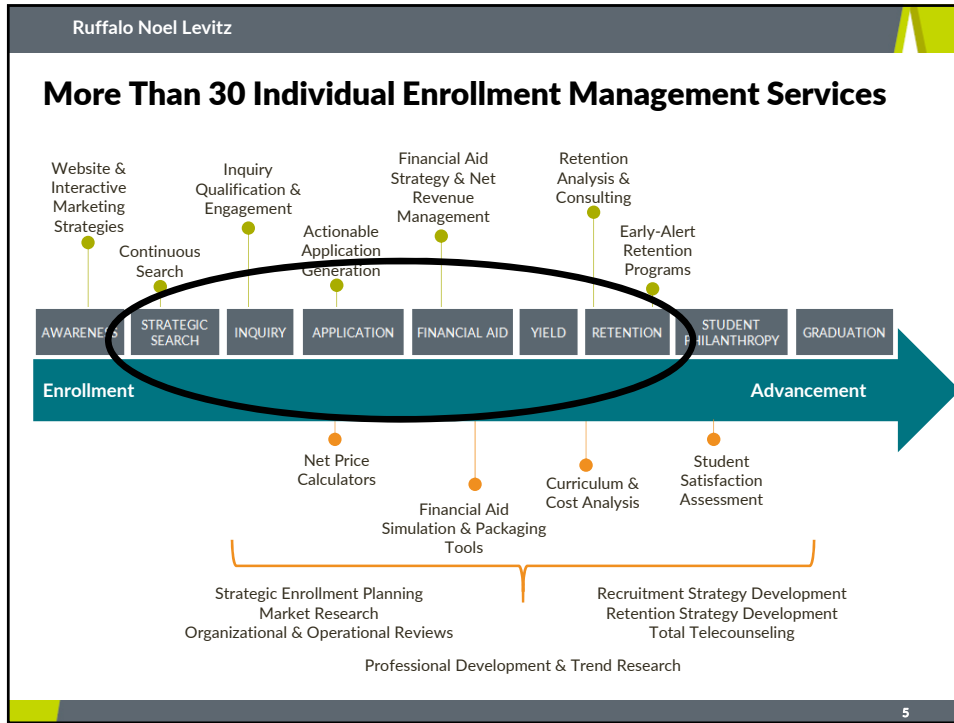 Ruffalo Noel Levitz
More Than 30 Individual Enrollment Management Services
Website &
Interactive
Marketing
Strategies
Continuous
Search
Inquiry
Qualification &
Engagement
Actionable
Application
Generation
Financial Aid
Strategy & Net
Revenue
Management
Retention
Analysis &
Consulting
Early-Alert
Retention
Programs
AWARENESS
STRATEGIC
SEARCH
INQUIRY
APPLICATION
FINANCIAL AID
YIELD
RETENTION
STUDENT
PHILANTHROPY
GRADUATION
Enrollment
Advancement
Net Price
Calculators
Financial Aid
Simulation & Packaging
Tools
Curriculum &
Cost Analysis
Student
Satisfaction
Assessment
Strategic Enrollment Planning
Market Research
Organizational & Operational Reviews
Recruitment Strategy Development
Retention Strategy Development
Total Telecounseling
Professional Development & Trend Research
5